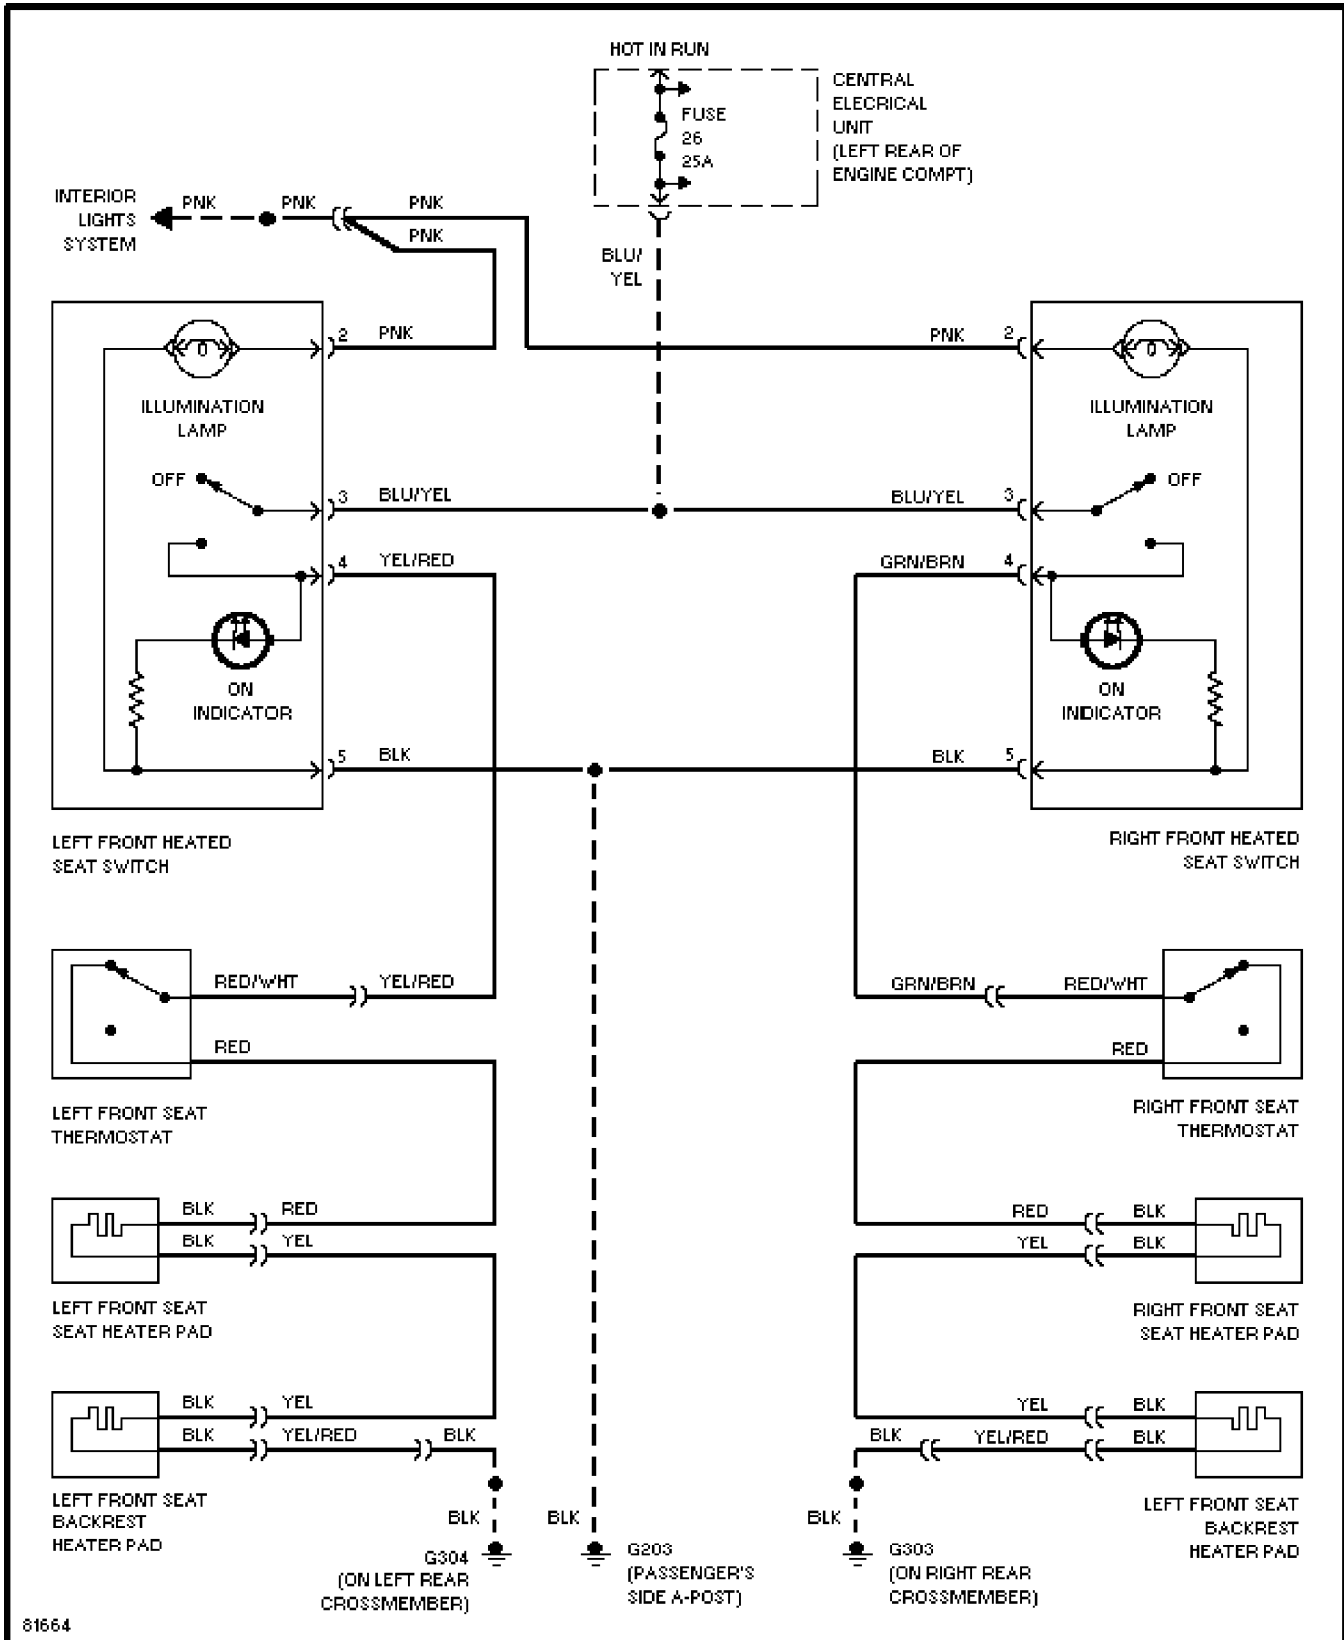 HOT IN RUN
CENTRAL
ELECRICAL
UNIT
(LEFT REAR OF
ENGINE COMPT)
FUSE
26
25A
INTERIOR
LIGHTS
SYSTEM
PNK
PNK
PNK
PNK
BLU/
YEL
2
PNK
PNK
2
ILLUMINATION
LAMP
ILLUMINATION
LAMP
OFF
OFF
3
BLU/YEL
BLU/YEL
3
4
YEL/RED
GRN/BRN
4
ON
INDICATOR
ON
INDICATOR
5
BLK
BLK
5
LEFT FRONT HEATED
SEAT SWITCH
RIGHT FRONT HEATED
SEAT SWITCH
RED/WHT
YEL/RED
GRN/BRN
RED/WHT
RED
RED
LEFT FRONT SEAT
THERMOSTAT
RIGHT FRONT SEAT
THERMOSTAT
BLK
RED
RED
BLK
BLK
YEL
YEL
BLK
LEFT FRONT SEAT
SEAT HEATER PAD
RIGHT FRONT SEAT
SEAT HEATER PAD
BLK
YEL
YEL
BLK
BLK
YEL/RED
BLK
BLK
YEL/RED
BLK
LEFT FRONT SEAT
BACKREST
HEATER PAD
LEFT FRONT SEAT
BACKREST
HEATER PAD
BLK
BLK
BLK
G304
(ON LEFT REAR
CROSSMEMBER)
G203
(PASSENGER'S
SIDE A-POST)
G303
(ON RIGHT REAR
CROSSMEMBER)
81664